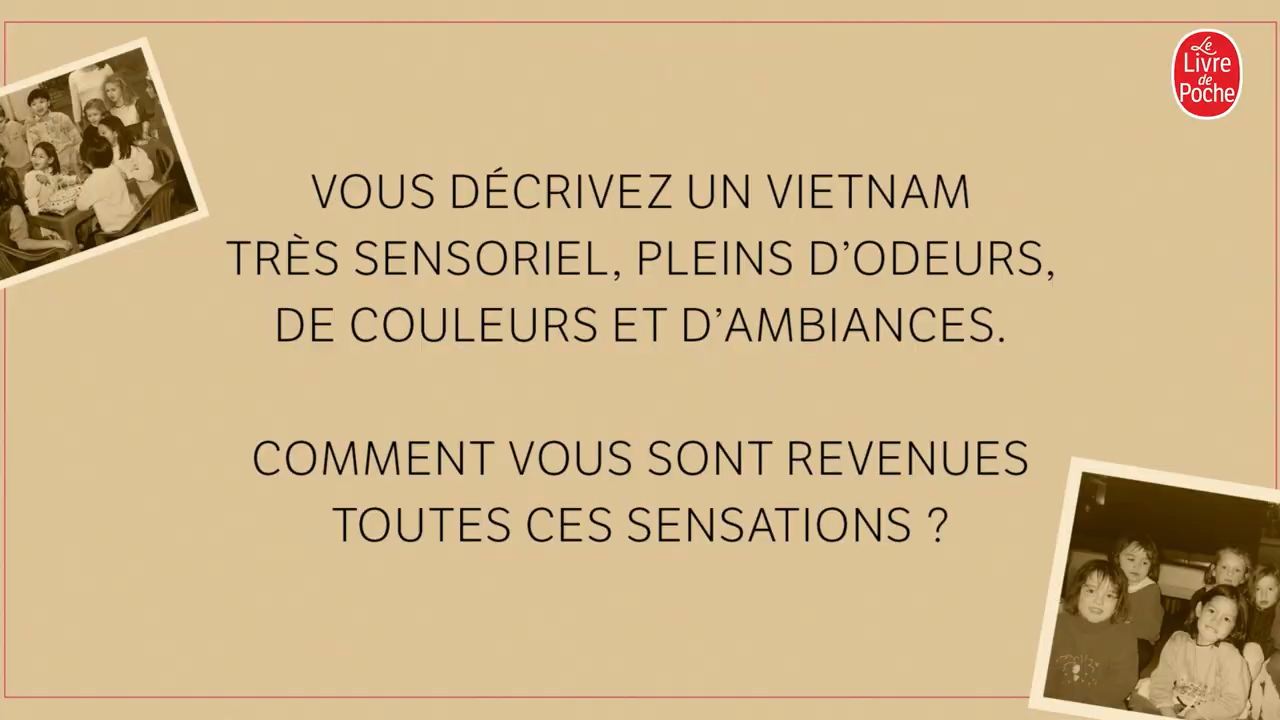 Le
Livre
de
Poche
VOUS DÉCRIVEZ UN VIETNAM
TRÈS SENSORIEL, PLEINS D’ODEURS,
DE COULEURS ET D’AMBIANCES.
COMMENT VOUS SONT REVENUES
TOUTES CES SENSATIONS ?